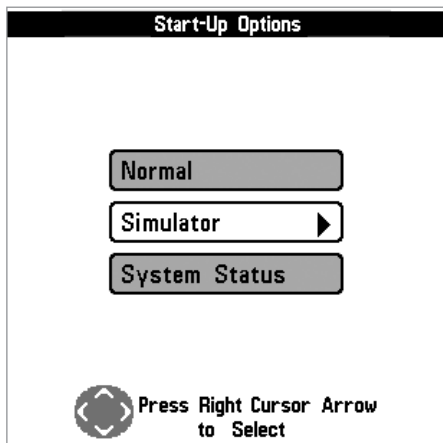 Start-Up Options
Normal
Simulator
System Status
Press Right Cursor Arrow
to Select